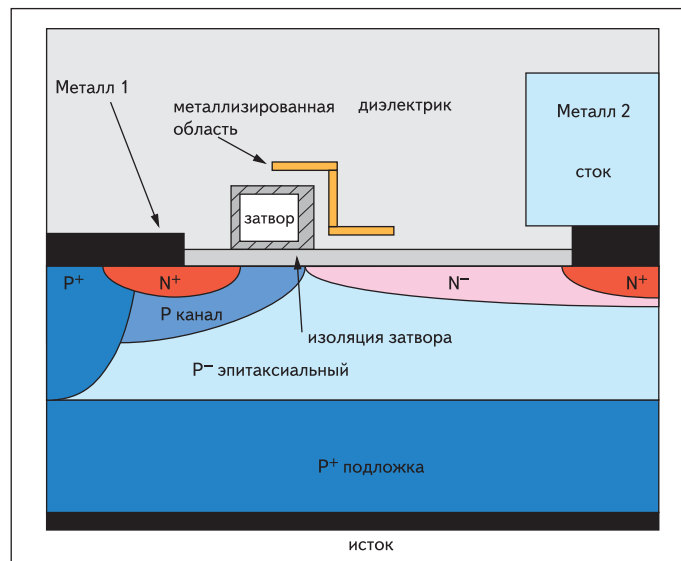 Металл 1
металлизированная
область
диэлектрик
Металл 2
сток
затвор
P+
N+
N−
N+
P канал
изоляция затвора
P− эпитаксиальный
P+ подложка
исток